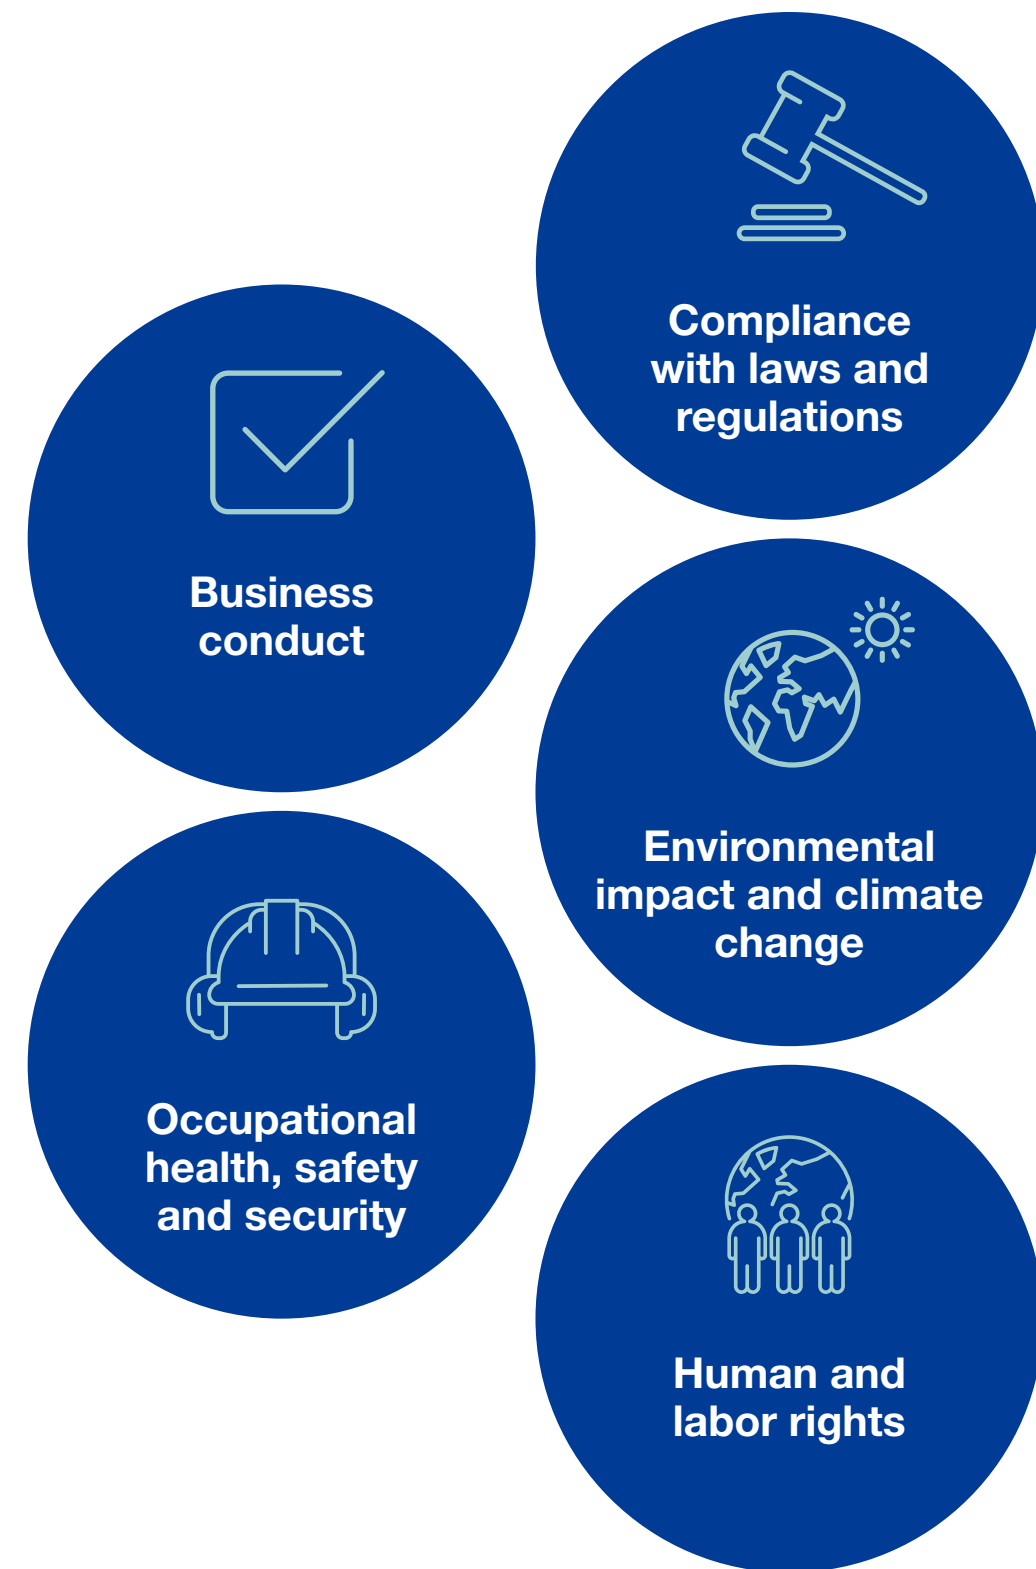 Compliance
with laws and
regulations
Business
conduct
Environmental
impact and climate
change
Occupational
health, safety
and security
Human and
labor rights